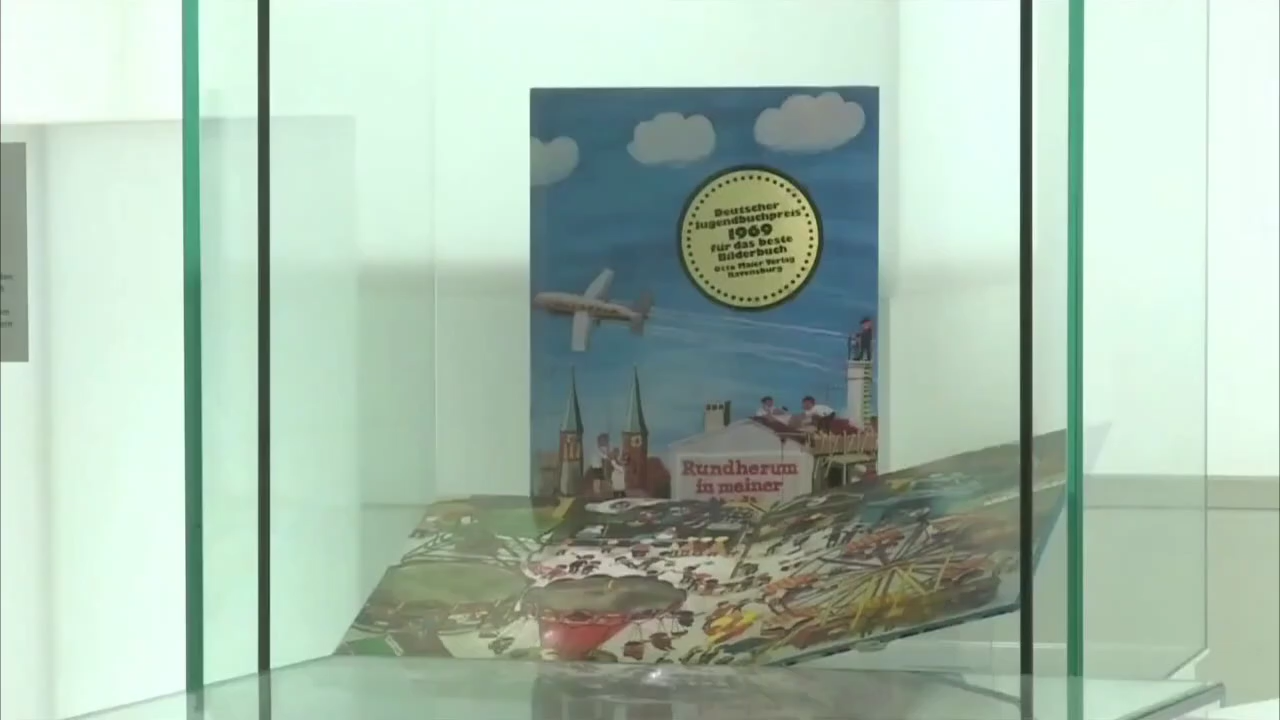 Deutscher
Jugendbuchpreis
1969
für das beste
Bilderbuch
Otto Maier Verlag
Ravensburg
Rundherum
in meiner